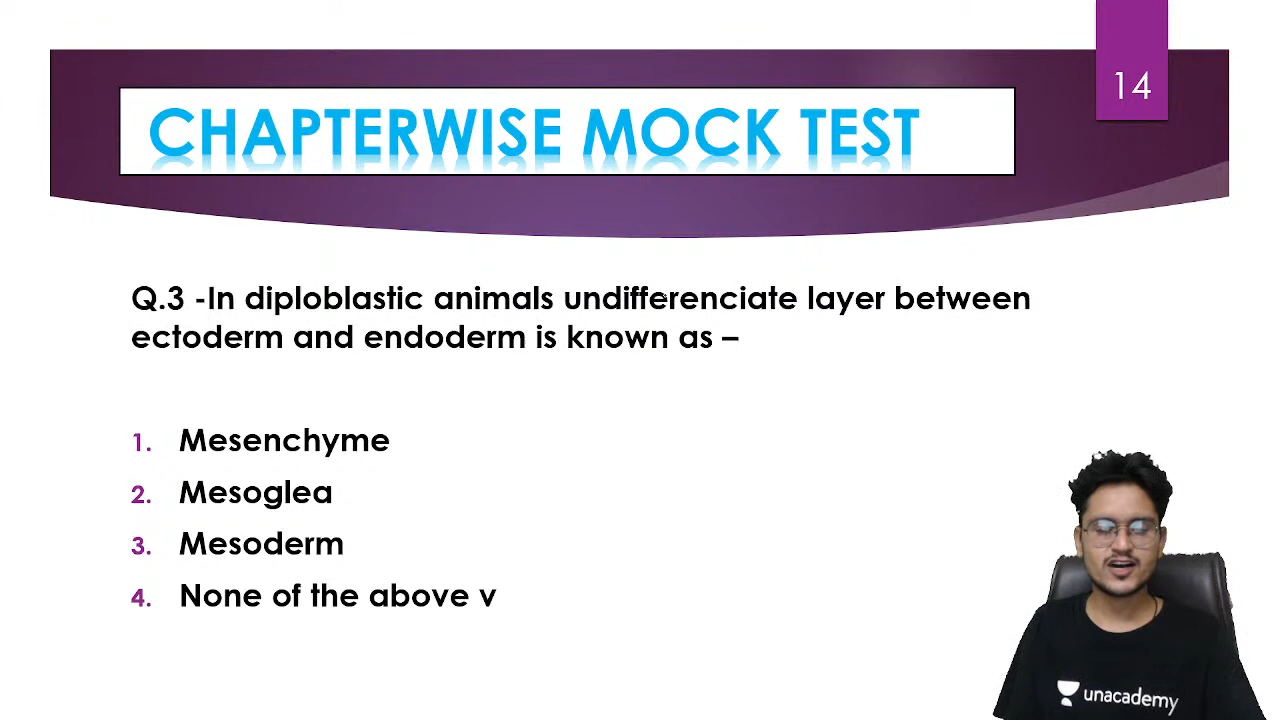 14
CHAPTERWISE MOCK TEST
Q.3 -In diploblastic animals undifferenciate layer between
ectoderm and endoderm is known as –
1. Mesenchyme
2. Mesoglea
3. Mesoderm
4. None of the above v
unacademy